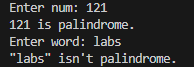 Enter num: 121
121 is palindrome.
Enter word: labs
"labs" isn't palindrome.